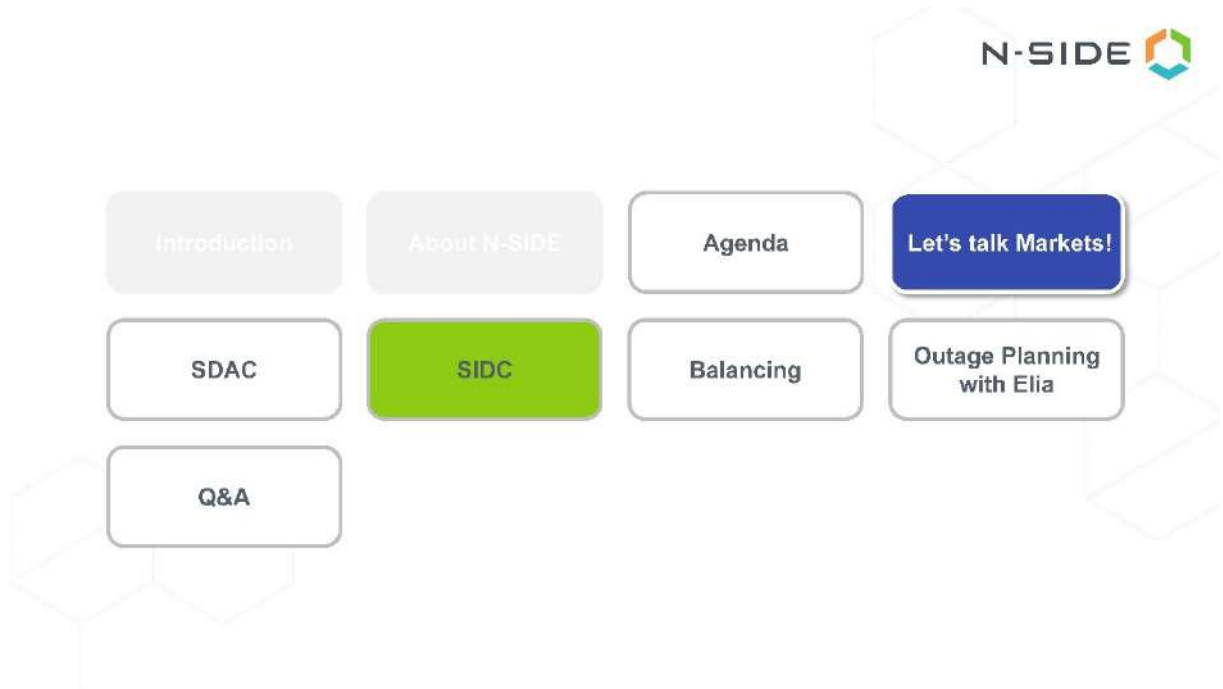 N-SIDE
Introduction
About N-SIDE
Agenda
Let's talk Markets!
SDAC
SIDC
Balancing
Outage Planning
with Elia
Q&A